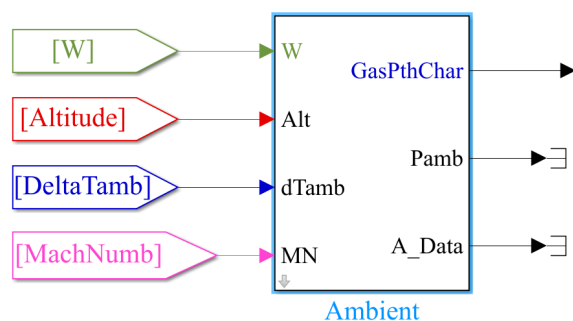 [W]
[Altitude]
[DeltaTamb]
[MachNumb]
W
Alt
dTamb
MN
GasPthChar
Pamb
A_Data
Ambient